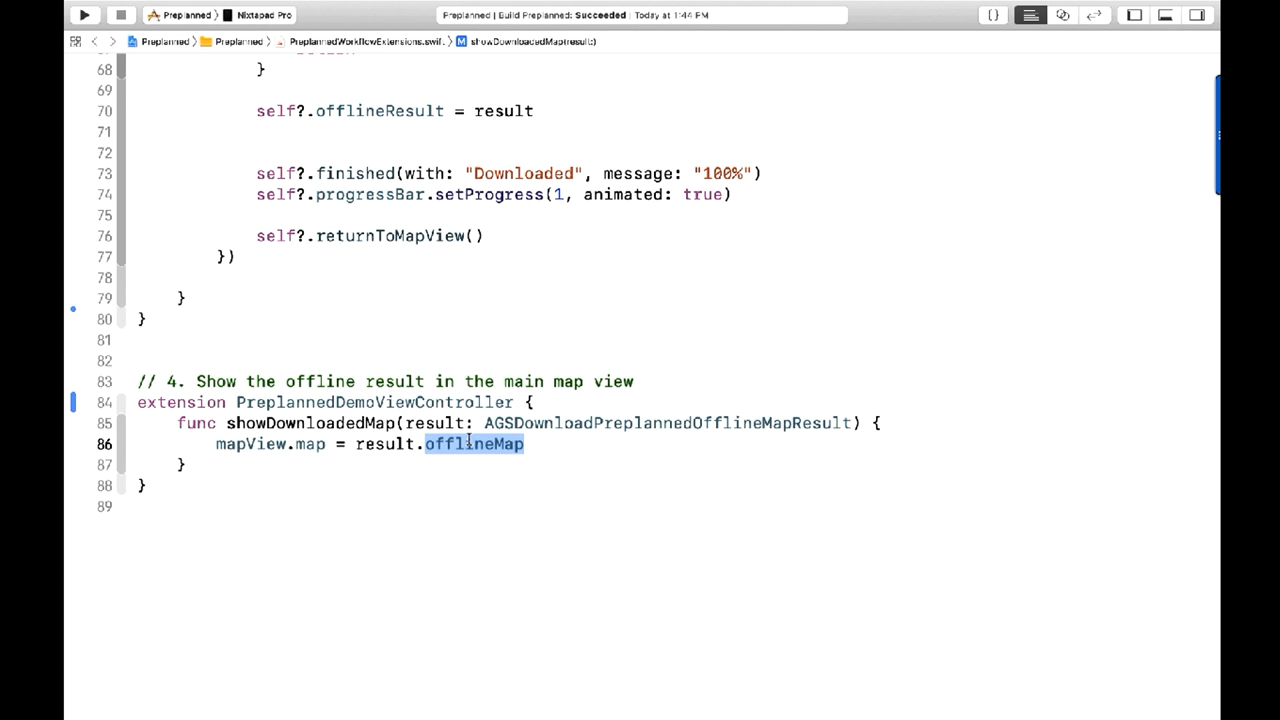 Preplanned 〉 Nixtapad Pro
Preplanned | Build Preplanned: Succeeded | Today at 1:44 PM
Preplanned 〉 Preplanned 〉 PreplannedWorkflowExtensions.swift 〉 M showDownloadedMap(result:)
68 }
69
70 self?.offlineResult = result
71
72
73 self?.finished(with: "Downloaded", message: "100%")
74 self?.progressBar.setProgress(1, animated: true)
75
76 self?.returnToMapView()
77 })
78
79 }
80 }
81
82
83 // 4. Show the offline result in the main map view
84 extension PreplannedDemoViewController {
85 func showDownloadedMap(result: AGSDownloadPreplannedOfflineMapResult) {
86 mapView.map = result.offlineMap
87 }
88 }
89